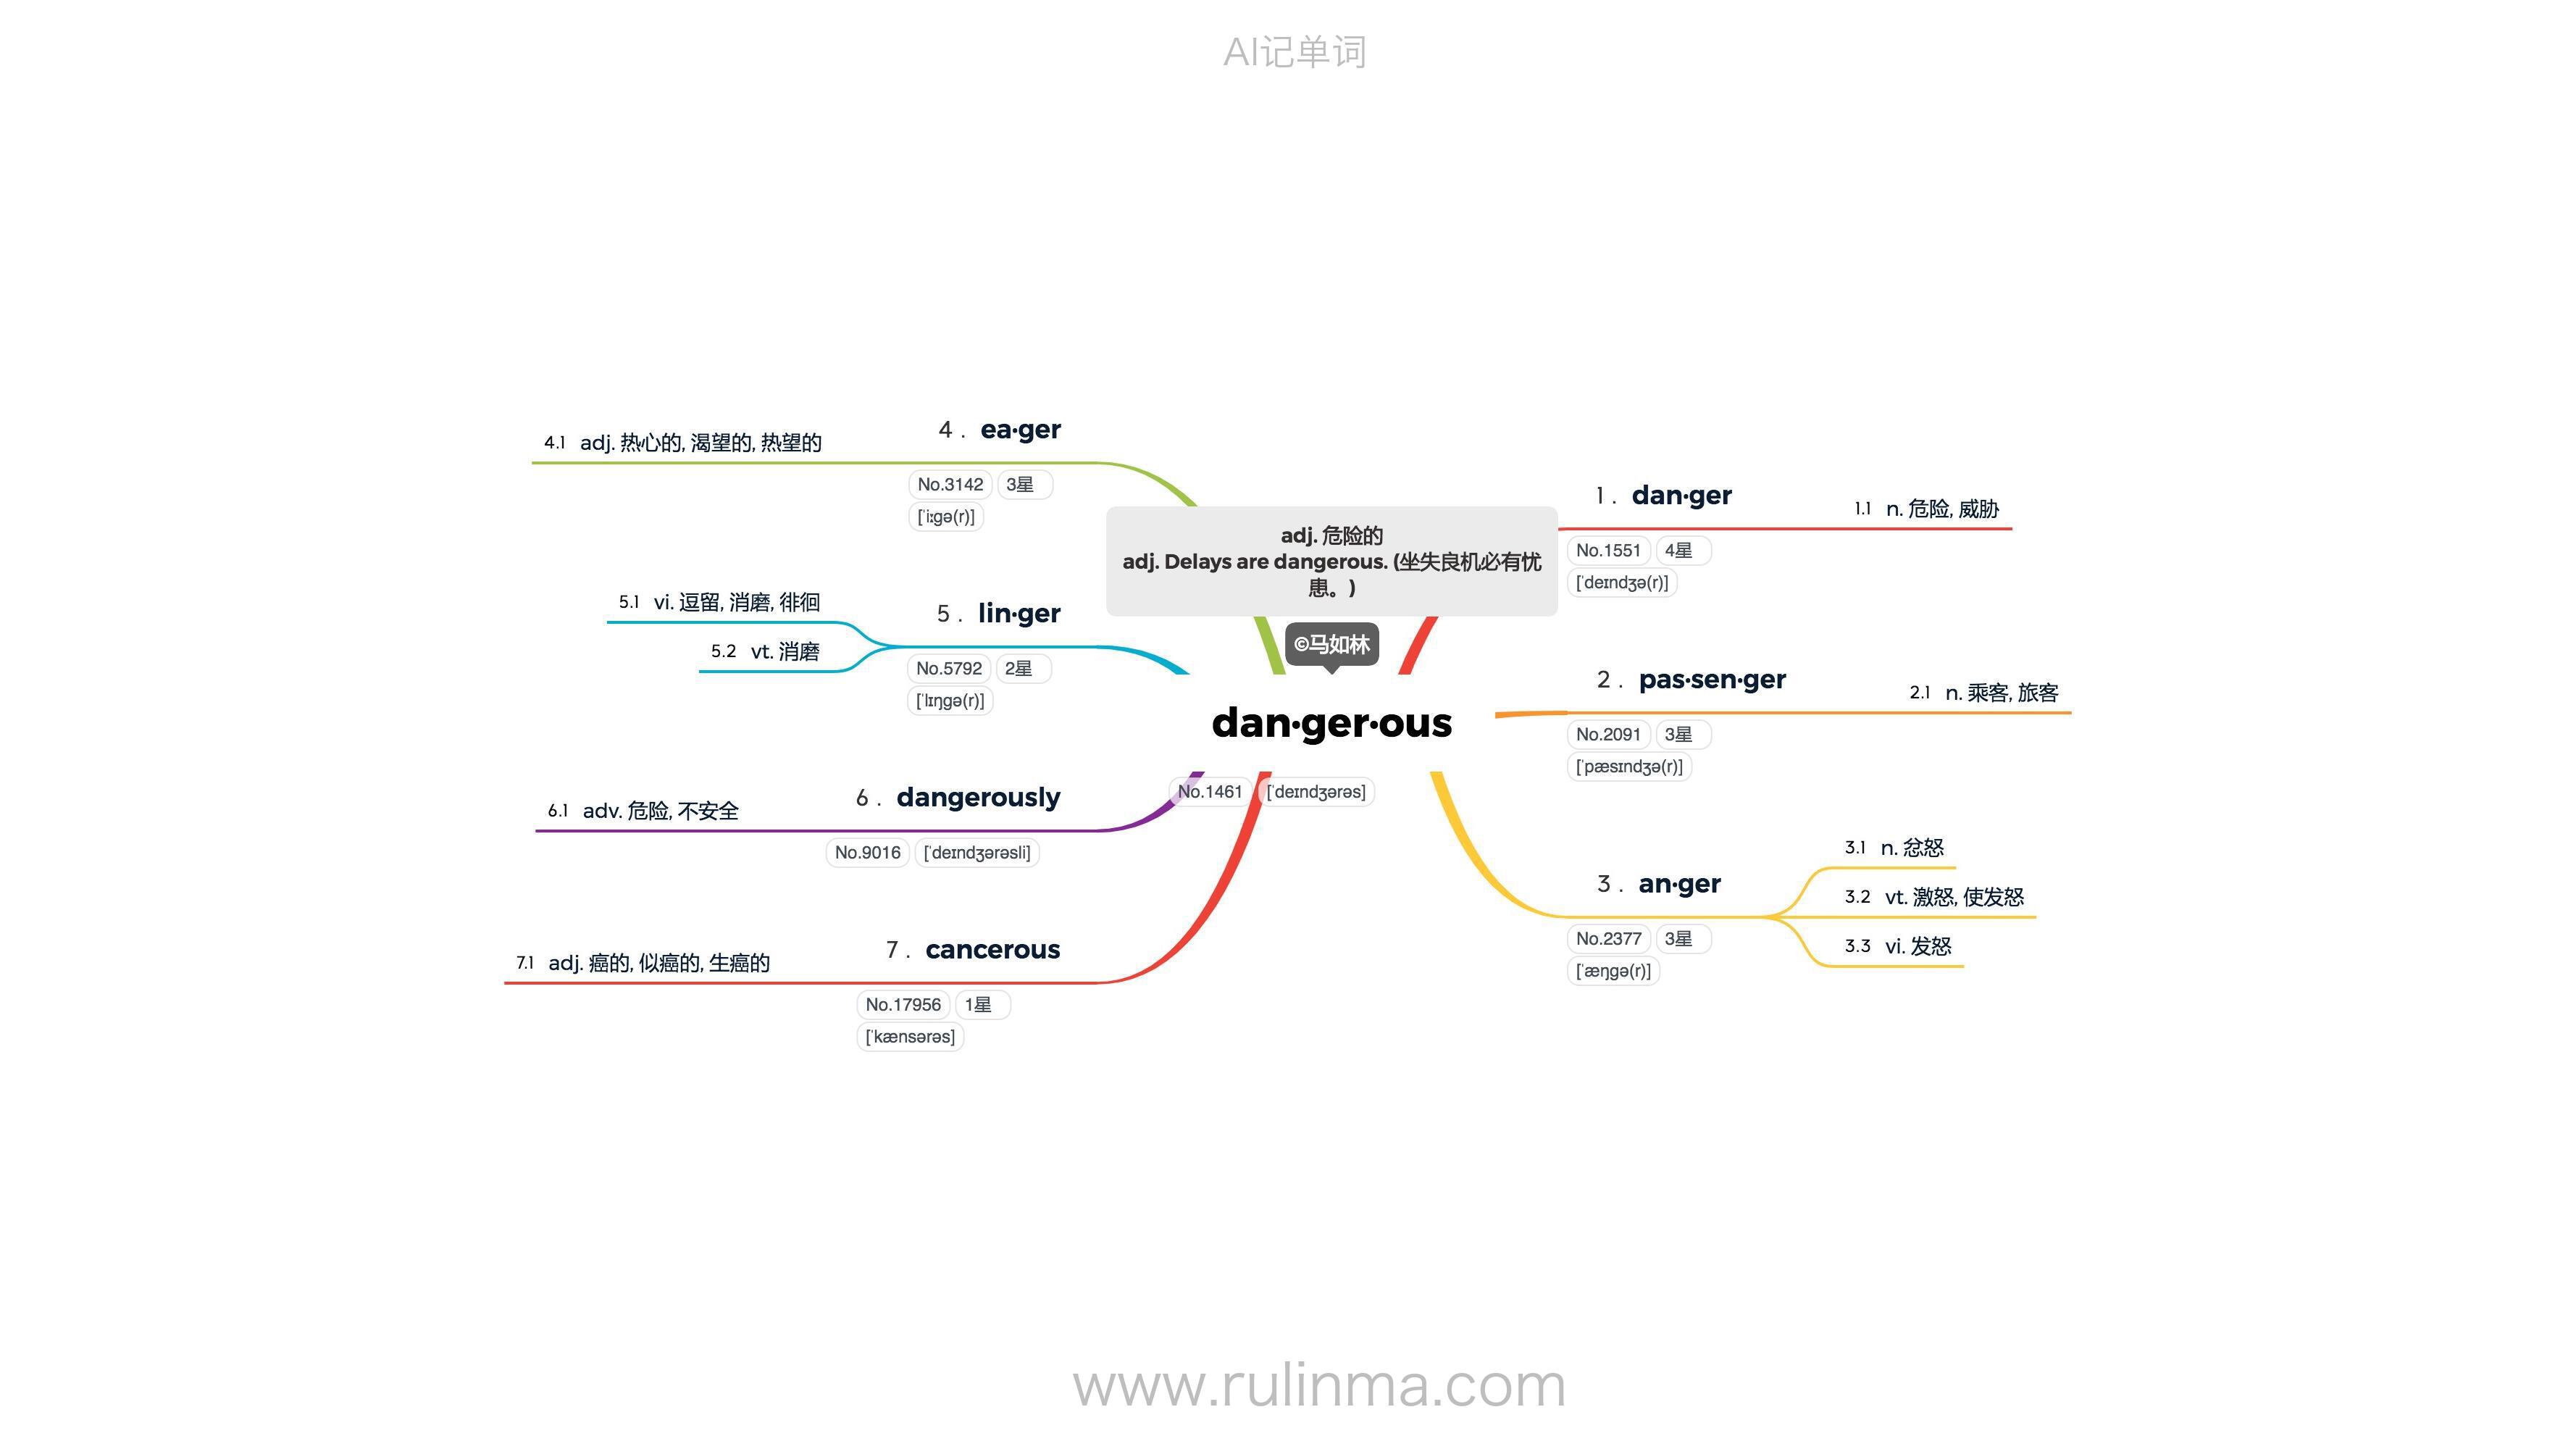 AI记单词
adj. 危险的
adj. Delays are dangerous. (坐失良机必有忧
患。)
©马如林
dan·ger·ous
No.1461 [ˈdeɪndʒərəs]
1. dan·ger
No.1551 4星
[ˈdeɪndʒə(r)]
1.1 n. 危险, 威胁
2. pas·sen·ger
No.2091 3星
[ˈpæsɪndʒə(r)]
2.1 n. 乘客, 旅客
3. an·ger
No.2377 3星
[ˈæŋgə(r)]
3.1 n. 忿怒
3.2 vt. 激怒, 使发怒
3.3 vi. 发怒
4. ea·ger
No.3142 3星
[ˈiːgə(r)]
4.1 adj. 热心的, 渴望的, 热望的
5. lin·ger
No.5792 2星
[ˈlɪŋgə(r)]
5.1 vi. 逗留, 消磨, 徘徊
5.2 vt. 消磨
6. dangerously
No.9016 [ˈdeɪndʒərəsli]
6.1 adv. 危险, 不安全
7. cancerous
No.17956 1星
[ˈkænsərəs]
7.1 adj. 癌的, 似癌的, 生癌的
www.rulinma.com